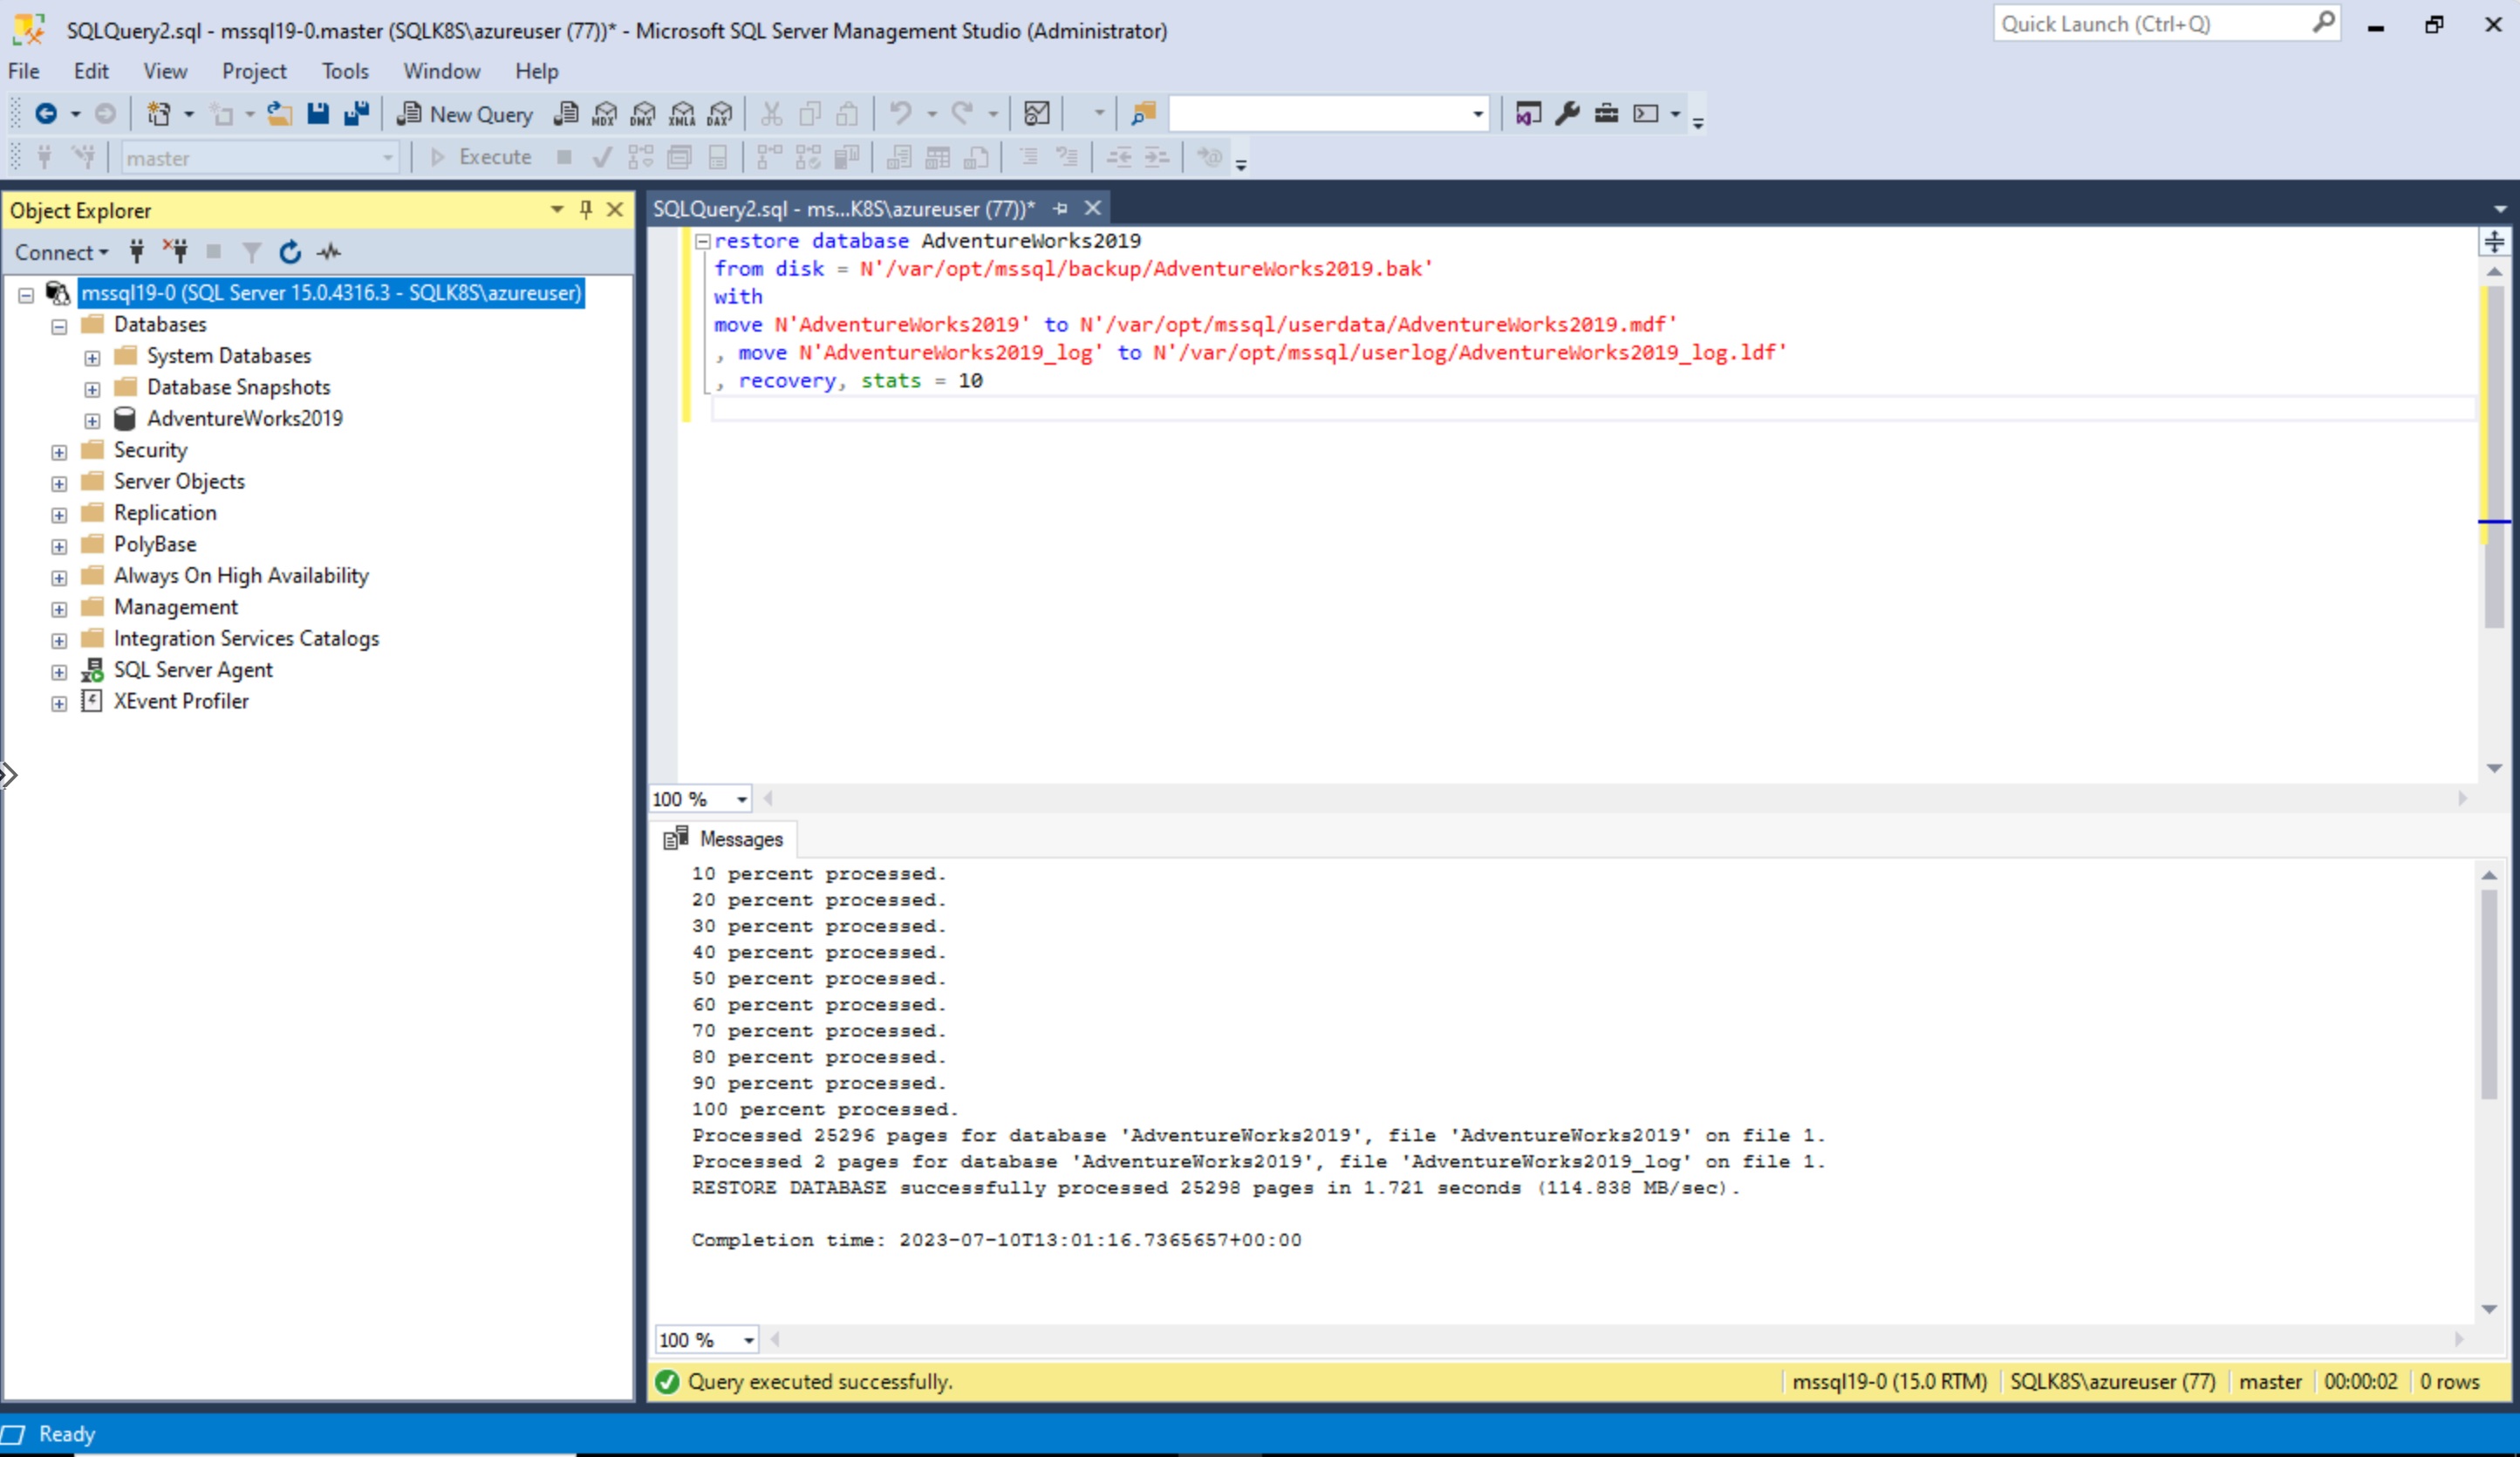 SQLQuery2.sql - mssql19-0.master (SQLK8S\azureuser (77))* - Microsoft SQL Server Management Studio (Administrator)
Quick Launch (Ctrl+Q)
File Edit View Project Tools Window Help
New Query MDX DMX XMLA DAX
master Execute
Object Explorer
SQLQuery2.sql - ms...K8S\azureuser (77))*
Connect
mssql19-0 (SQL Server 15.0.4316.3 - SQLK8S\azureuser)
Databases
System Databases
Database Snapshots
AdventureWorks2019
Security
Server Objects
Replication
PolyBase
Always On High Availability
Management
Integration Services Catalogs
SQL Server Agent
XEvent Profiler
restore database AdventureWorks2019
from disk = N'/var/opt/mssql/backup/AdventureWorks2019.bak'
with
move N'AdventureWorks2019' to N'/var/opt/mssql/userdata/AdventureWorks2019.mdf'
, move N'AdventureWorks2019_log' to N'/var/opt/mssql/userlog/AdventureWorks2019_log.ldf'
, recovery, stats = 10
100 %
Messages
10 percent processed.
20 percent processed.
30 percent processed.
40 percent processed.
50 percent processed.
60 percent processed.
70 percent processed.
80 percent processed.
90 percent processed.
100 percent processed.
Processed 25296 pages for database 'AdventureWorks2019', file 'AdventureWorks2019' on file 1.
Processed 2 pages for database 'AdventureWorks2019', file 'AdventureWorks2019_log' on file 1.
RESTORE DATABASE successfully processed 25298 pages in 1.721 seconds (114.838 MB/sec).
Completion time: 2023-07-10T13:01:16.7365657+00:00
100 %
Query executed successfully.
mssql19-0 (15.0 RTM) SQLK8S\azureuser (77) master 00:00:02 0 rows
Ready